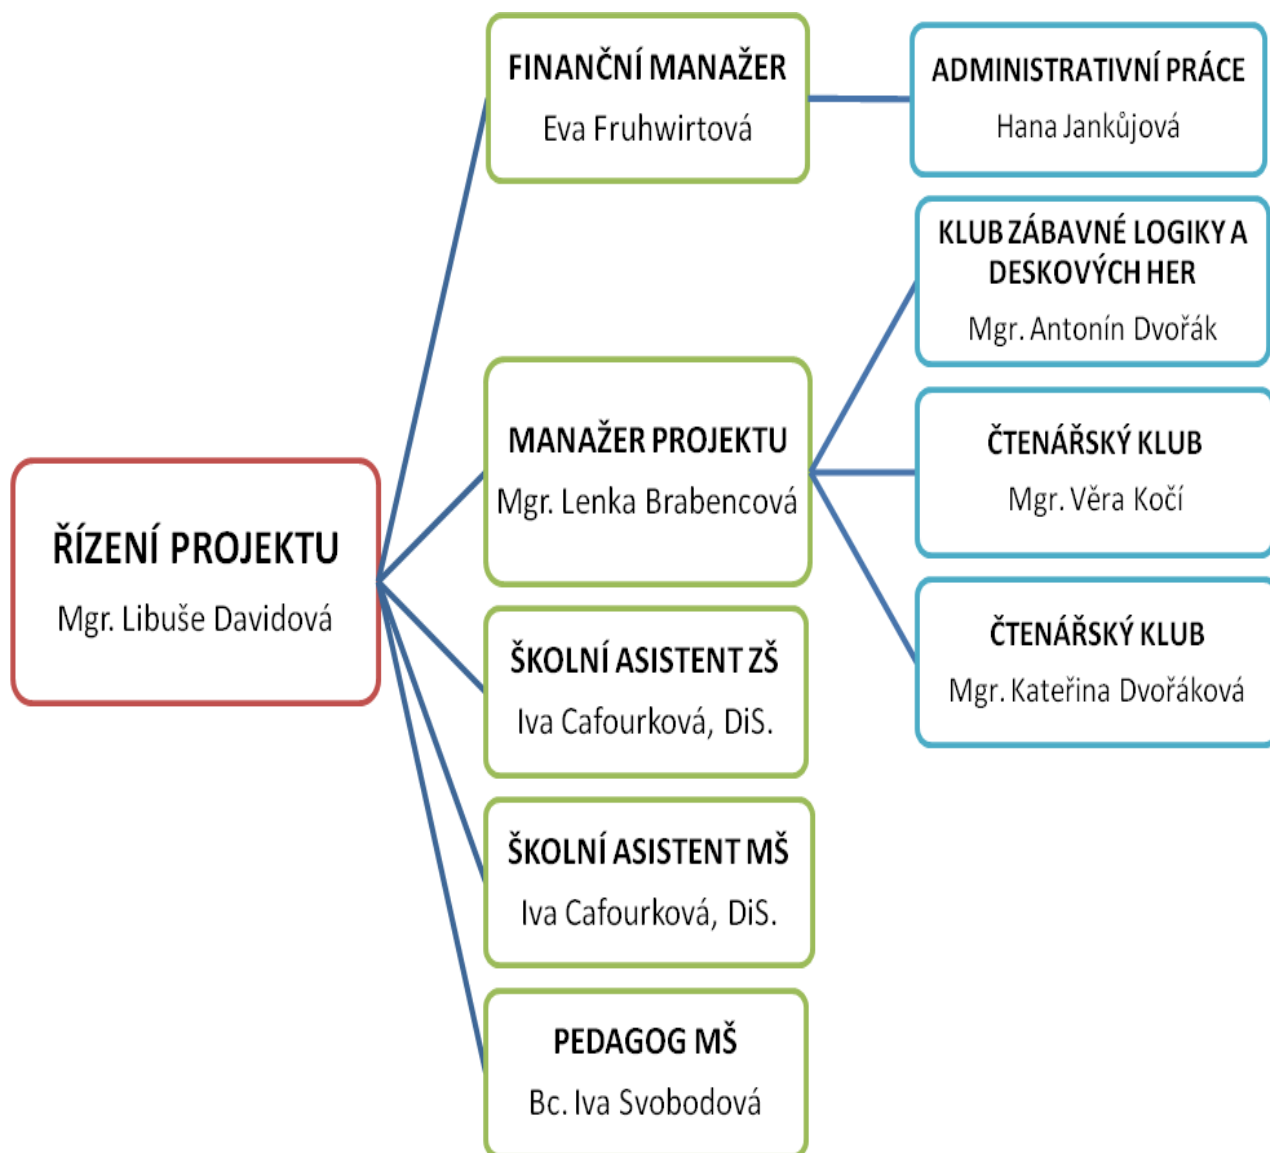 ŘÍZENÍ PROJEKTU
Mgr. Libuše Davidová
FINANČNÍ MANAŽER
Eva Fruhwirtová
MANAŽER PROJEKTU
Mgr. Lenka Brabencová
ŠKOLNÍ ASISTENT ZŠ
Iva Cafourková, DiS.
ŠKOLNÍ ASISTENT MŠ
Iva Cafourková, DiS.
PEDAGOG MŠ
Bc. Iva Svobodová
ADMINISTRATIVNÍ PRÁCE
Hana Jankůjová
KLUB ZÁBAVNÉ LOGIKY A
DESKOVÝCH HER
Mgr. Antonín Dvořák
ČTENÁŘSKÝ KLUB
Mgr. Věra Kočí
ČTENÁŘSKÝ KLUB
Mgr. Kateřina Dvořáková